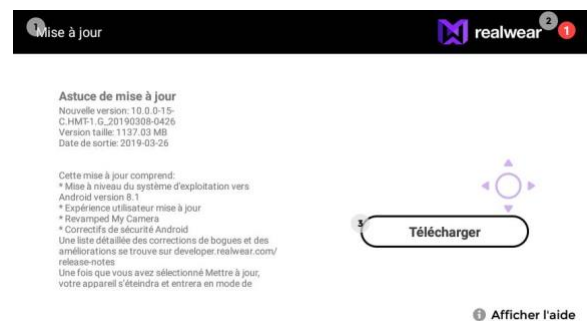 1 Mise à jour
realwear 2 1
Astuce de mise à jour
Nouvelle version: 10.0.0-15-
C.HMT-1.G_20190308-0426
Version taille: 1137.03 MB
Date de sortie: 2019-03-26
Cette mise à jour comprend:
* Mise à niveau du système d'exploitation vers
Android version 8.1
* Expérience utilisateur mise à jour
* Revamped My Camera
* Correctifs de sécurité Android
Une liste détaillée des corrections de bogues et des
améliorations se trouve sur developer.realwear.com/
release-notes
Une fois que vous avez sélectionné Mettre à jour,
votre appareil s'éteindra et entrera en mode de
3 Télécharger
Afficher l'aide